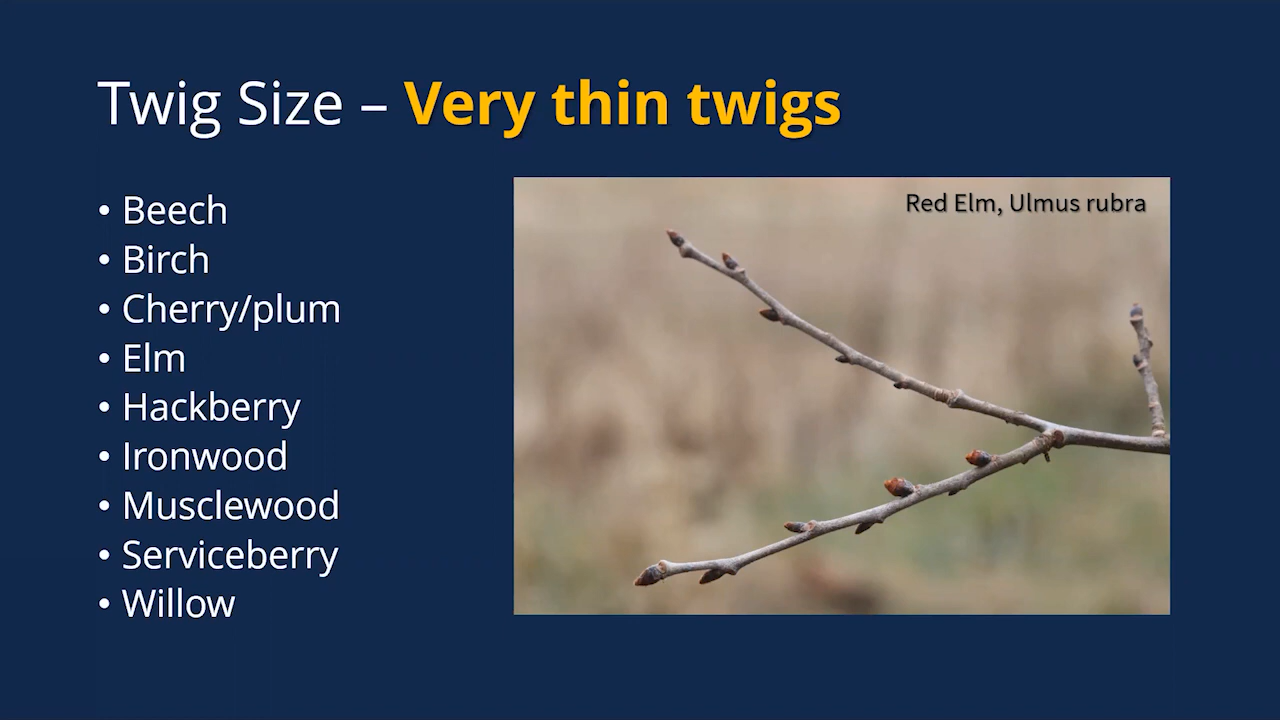 Twig Size – Very thin twigs
• Beech
• Birch
• Cherry/plum
• Elm
• Hackberry
• Ironwood
• Musclewood
• Serviceberry
• Willow
Red Elm, Ulmus rubra